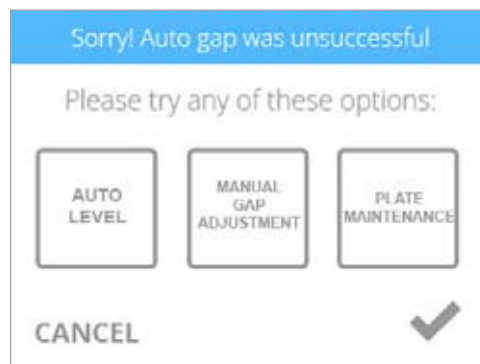 Sorry! Auto gap was unsuccessful
Please try any of these options:
AUTO
LEVEL
MANUAL
GAP
ADJUSTMENT
PLATE
MAINTENANCE
CANCEL